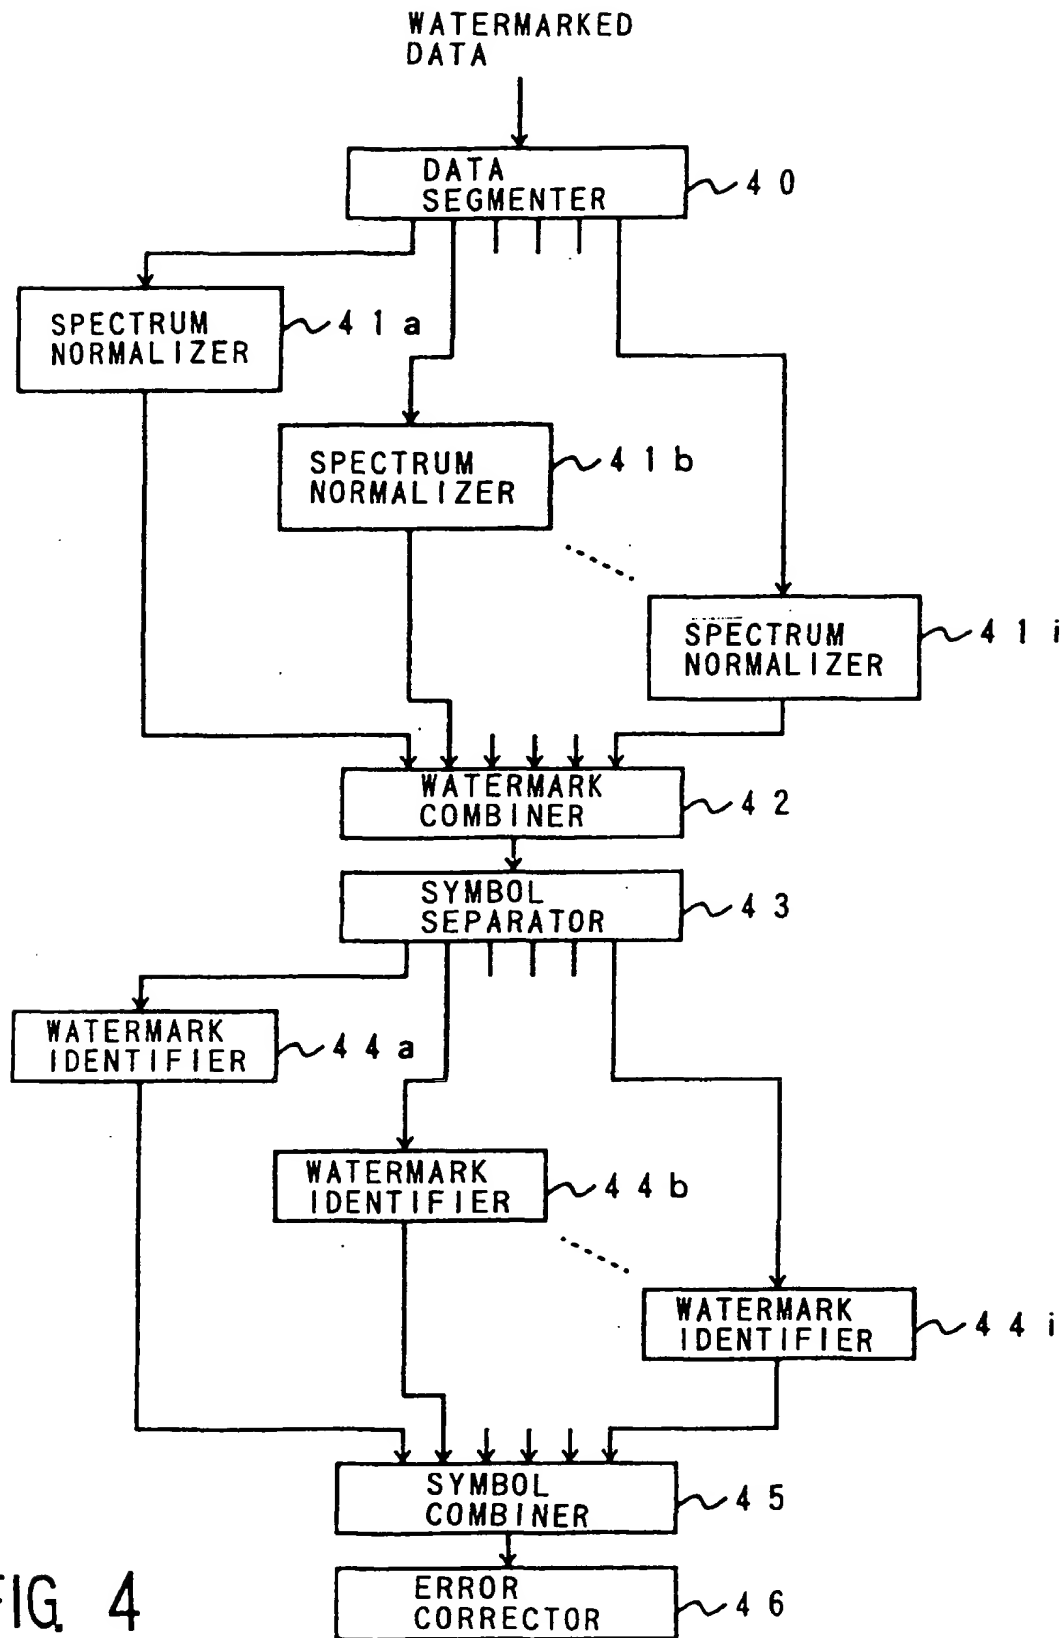 WATERMARKED
DATA
DATA
SEGMENTER
40
SPECTRUM
NORMALIZER
41a
SPECTRUM
NORMALIZER
41b
SPECTRUM
NORMALIZER
41i
WATERMARK
COMBINER
42
SYMBOL
SEPARATOR
43
WATERMARK
IDENTIFIER
44a
WATERMARK
IDENTIFIER
44b
WATERMARK
IDENTIFIER
44i
SYMBOL
COMBINER
45
ERROR
CORRECTOR
46
FIG. 4